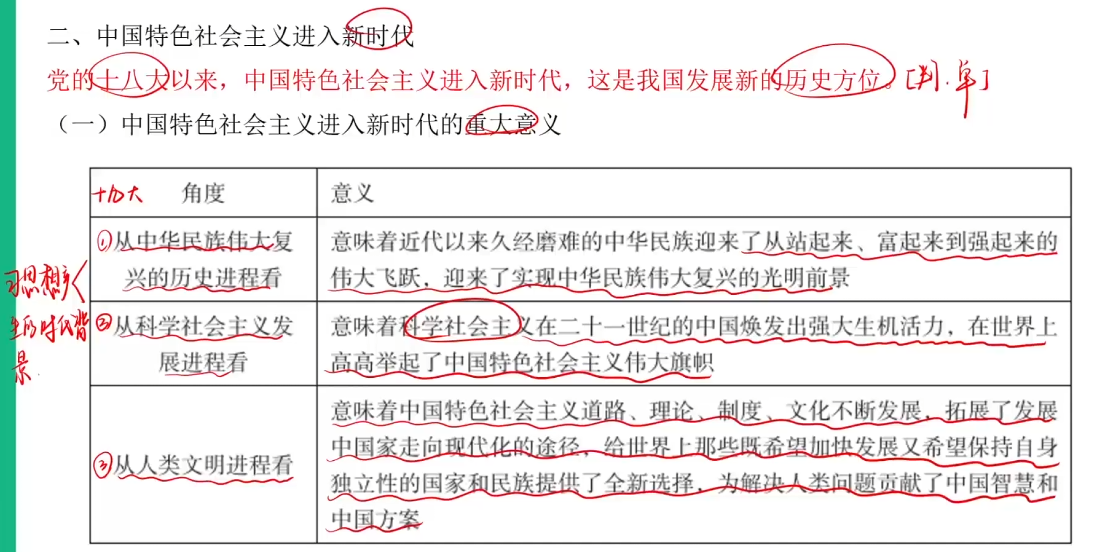 二、中国特色社会主义进入新时代
党的十八大以来，中国特色社会主义进入新时代，这是我国发展新的历史方位。[判.单]
（一）中国特色社会主义进入新时代的重大意义
十九大 角度
意义
①从中华民族伟大复
兴的历史进程看
意味着近代以来久经磨难的中华民族迎来了从站起来、富起来到强起来的
伟大飞跃，迎来了实现中华民族伟大复兴的光明前景
习思想产
生的时代背
景
②从科学社会主义发
展进程看
意味着科学社会主义在二十一世纪的中国焕发出强大生机活力，在世界上
高高举起了中国特色社会主义伟大旗帜
③从人类文明进程看
意味着中国特色社会主义道路、理论、制度、文化不断发展，拓展了发展
中国家走向现代化的途径，给世界上那些既希望加快发展又希望保持自身
独立性的国家和民族提供了全新选择，为解决人类问题贡献了中国智慧和
中国方案